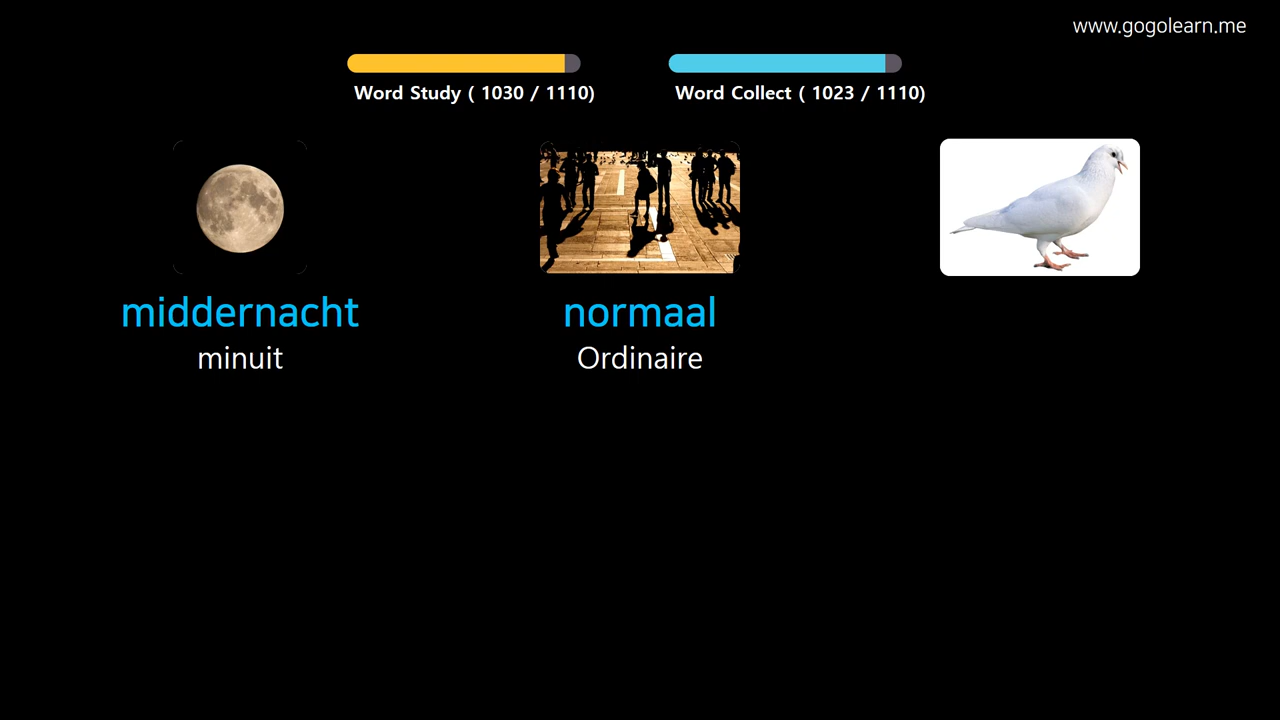 www.gogolearn.me
Word Study ( 1030 / 1110)
Word Collect ( 1023 / 1110)
middernacht
minuit
normaal
Ordinaire